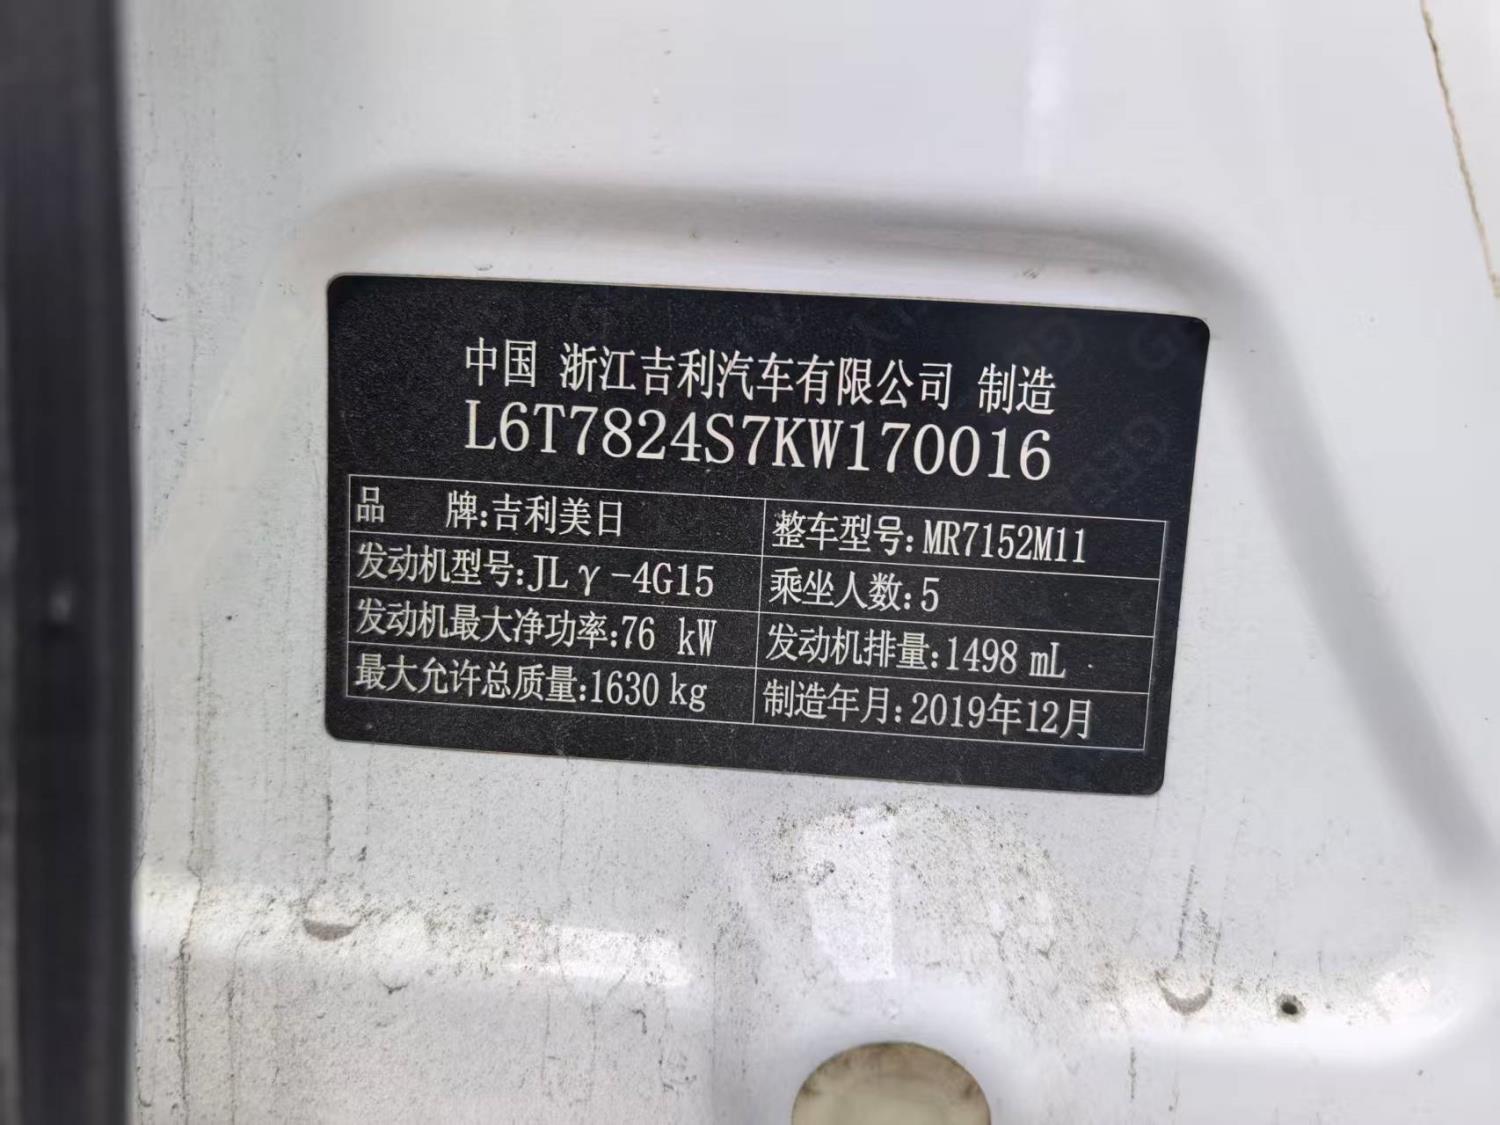 中国 浙江吉利汽车有限公司 制造
L6T7824S7KW170016
品 牌:吉利美日 整车型号:MR7152M11
发动机型号:JLγ-4G15 乘坐人数:5
发动机最大净功率:76 kW 发动机排量:1498 mL
最大允许总质量:1630 kg 制造年月:2019年12月